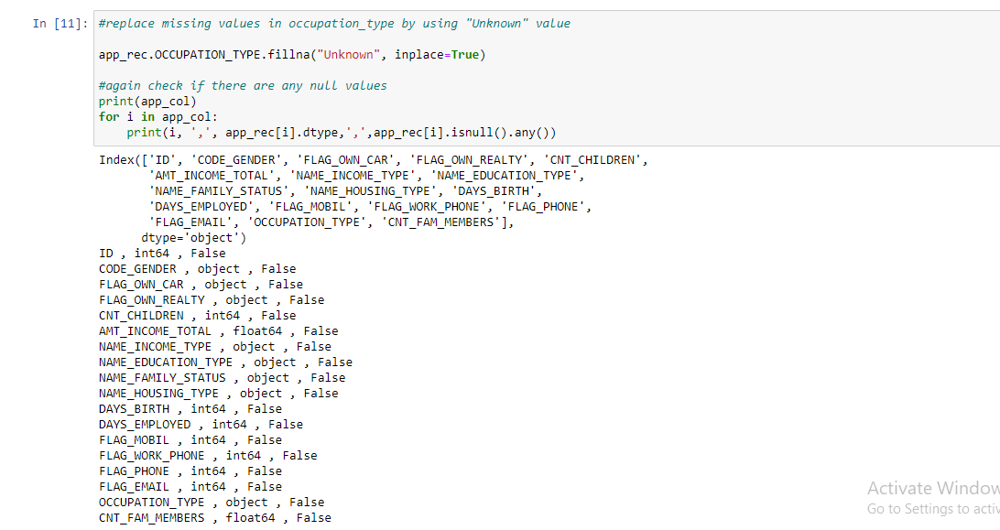 In [11]: #replace missing values in occupation_type by using "Unknown" value
app_rec.OCCUPATION_TYPE.fillna("Unknown", inplace=True)
#again check if there are any null values
print(app_col)
for i in app_col:
    print(i, ',', app_rec[i].dtype,',',app_rec[i].isnull().any())
Index(['ID', 'CODE_GENDER', 'FLAG_OWN_CAR', 'FLAG_OWN_REALTY', 'CNT_CHILDREN',
       'AMT_INCOME_TOTAL', 'NAME_INCOME_TYPE', 'NAME_EDUCATION_TYPE',
       'NAME_FAMILY_STATUS', 'NAME_HOUSING_TYPE', 'DAYS_BIRTH',
       'DAYS_EMPLOYED', 'FLAG_MOBIL', 'FLAG_WORK_PHONE', 'FLAG_PHONE',
       'FLAG_EMAIL', 'OCCUPATION_TYPE', 'CNT_FAM_MEMBERS'],
      dtype='object')
ID , int64 , False
CODE_GENDER , object , False
FLAG_OWN_CAR , object , False
FLAG_OWN_REALTY , object , False
CNT_CHILDREN , int64 , False
AMT_INCOME_TOTAL , float64 , False
NAME_INCOME_TYPE , object , False
NAME_EDUCATION_TYPE , object , False
NAME_FAMILY_STATUS , object , False
NAME_HOUSING_TYPE , object , False
DAYS_BIRTH , int64 , False
DAYS_EMPLOYED , int64 , False
FLAG_MOBIL , int64 , False
FLAG_WORK_PHONE , int64 , False
FLAG_PHONE , int64 , False
FLAG_EMAIL , int64 , False
OCCUPATION_TYPE , object , False
CNT_FAM_MEMBERS , float64 , False
Activate Window
Go to Settings to activ